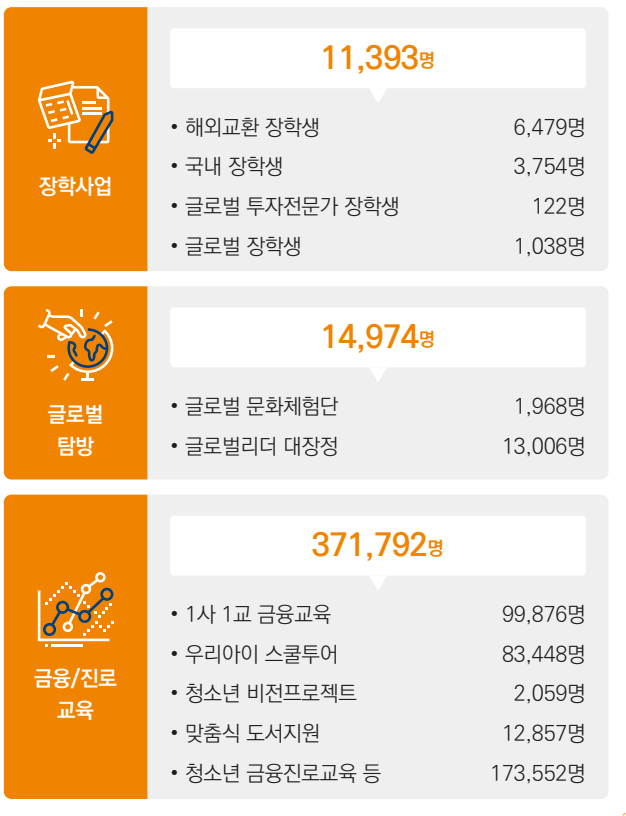 장학사업
11,393명
• 해외교환 장학생 6,479명
• 국내 장학생 3,754명
• 글로벌 투자전문가 장학생 122명
• 글로벌 장학생 1,038명
글로벌
탐방
14,974명
• 글로벌 문화체험단 1,968명
• 글로벌리더 대장정 13,006명
금융/진로
교육
371,792명
• 1사 1교 금융교육 99,876명
• 우리아이 스쿨투어 83,448명
• 청소년 비전프로젝트 2,059명
• 맞춤식 도서지원 12,857명
• 청소년 금융진로교육 등 173,552명